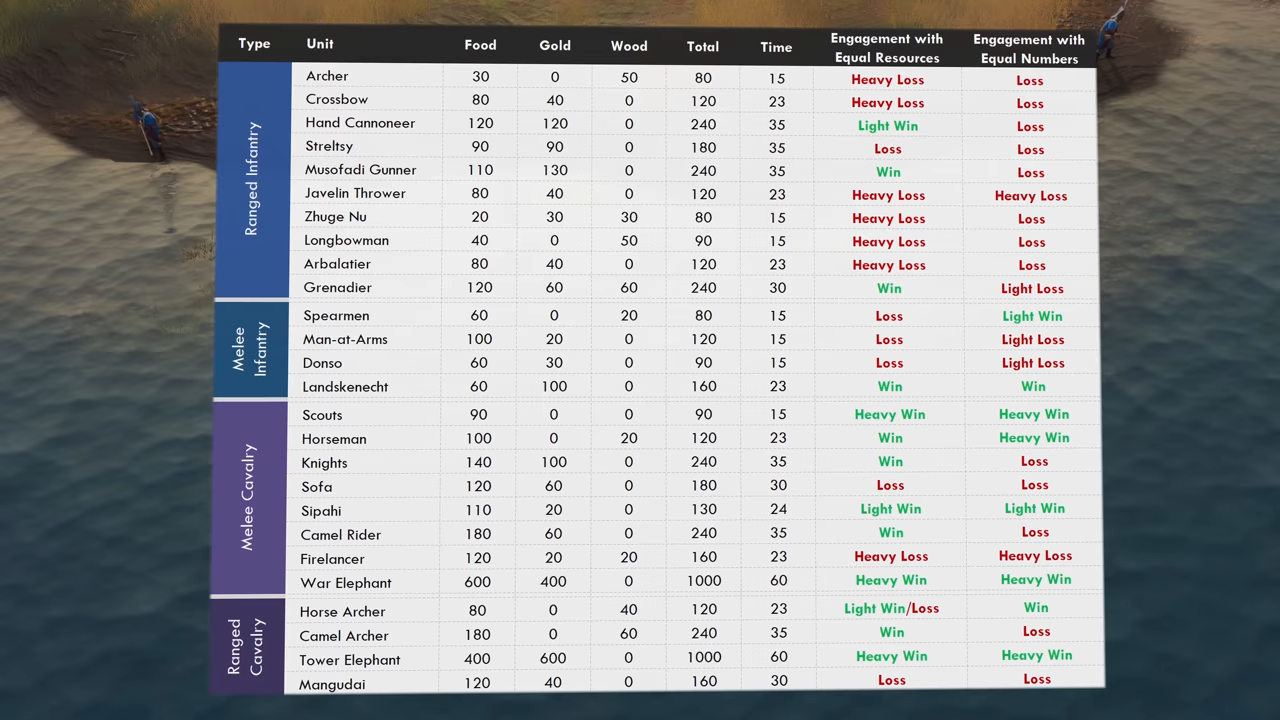 Type Unit Food Gold Wood Total Time Engagement with Equal Resources Engagement with Equal Numbers
Ranged Infantry
Archer 30 0 50 80 15 Heavy Loss Loss
Crossbow 80 40 0 120 23 Heavy Loss Loss
Hand Cannoneer 120 120 0 240 35 Light Win Loss
Streltsy 90 90 0 180 35 Loss Loss
Musofadi Gunner 110 130 0 240 35 Win Loss
Javelin Thrower 80 40 0 120 23 Heavy Loss Heavy Loss
Zhuge Nu 20 30 30 80 15 Heavy Loss Loss
Longbowman 40 0 50 90 15 Heavy Loss Loss
Arbalatier 80 40 0 120 23 Heavy Loss Loss
Grenadier 120 60 60 240 30 Win Light Loss
Melee Infantry
Spearmen 60 0 20 80 15 Loss Light Win
Man-at-Arms 100 20 0 120 15 Loss Light Loss
Donso 60 30 0 90 15 Loss Light Loss
Landskenecht 60 100 0 160 23 Win Win
Melee Cavalry
Scouts 90 0 0 90 15 Heavy Win Heavy Win
Horseman 100 0 20 120 23 Win Heavy Win
Knights 140 100 0 240 35 Win Loss
Sofa 120 60 0 180 30 Loss Loss
Sipahi 110 20 0 130 24 Light Win Light Win
Camel Rider 180 60 0 240 35 Win Loss
Firelancer 120 20 20 160 23 Heavy Loss Heavy Loss
War Elephant 600 400 0 1000 60 Heavy Win Heavy Win
Ranged Cavalry
Horse Archer 80 0 40 120 23 Light Win/Loss Win
Camel Archer 180 0 60 240 35 Win Loss
Tower Elephant 400 600 0 1000 60 Heavy Win Heavy Win
Mangudai 120 40 0 160 30 Loss Loss